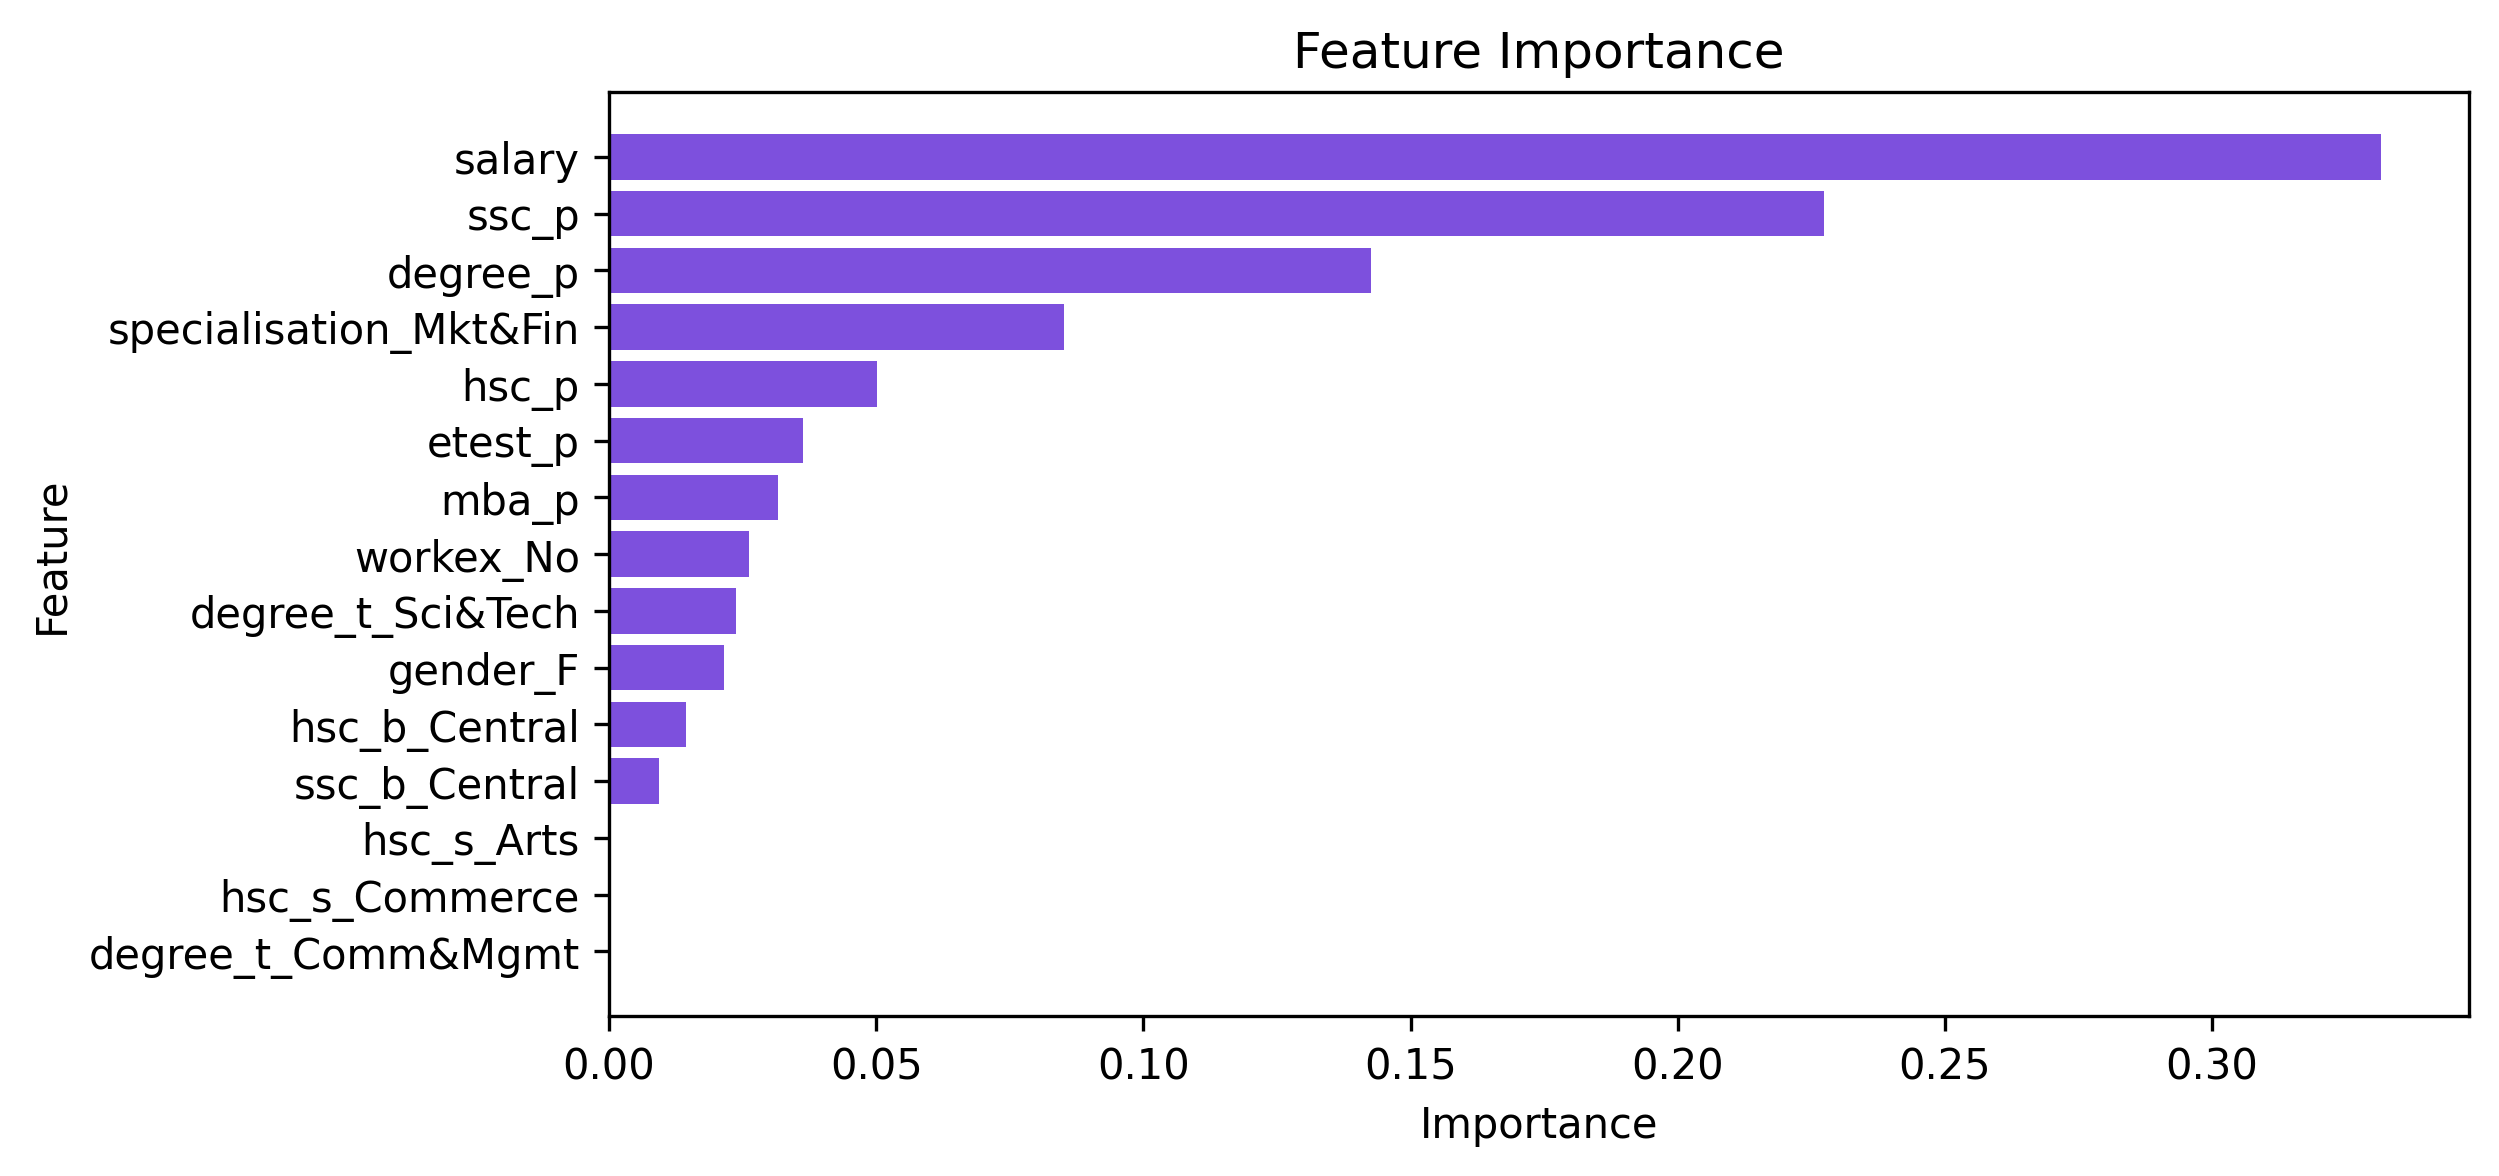 Feature Importance
salary
ssc_p
degree_p
specialisation_Mkt&Fin
hsc_p
etest_p
mba_p
workex_No
degree_t_Sci&Tech
gender_F
hsc_b_Central
ssc_b_Central
hsc_s_Arts
hsc_s_Commerce
degree_t_Comm&Mgmt
Feature
0.00 0.05 0.10 0.15 0.20 0.25 0.30
Importance